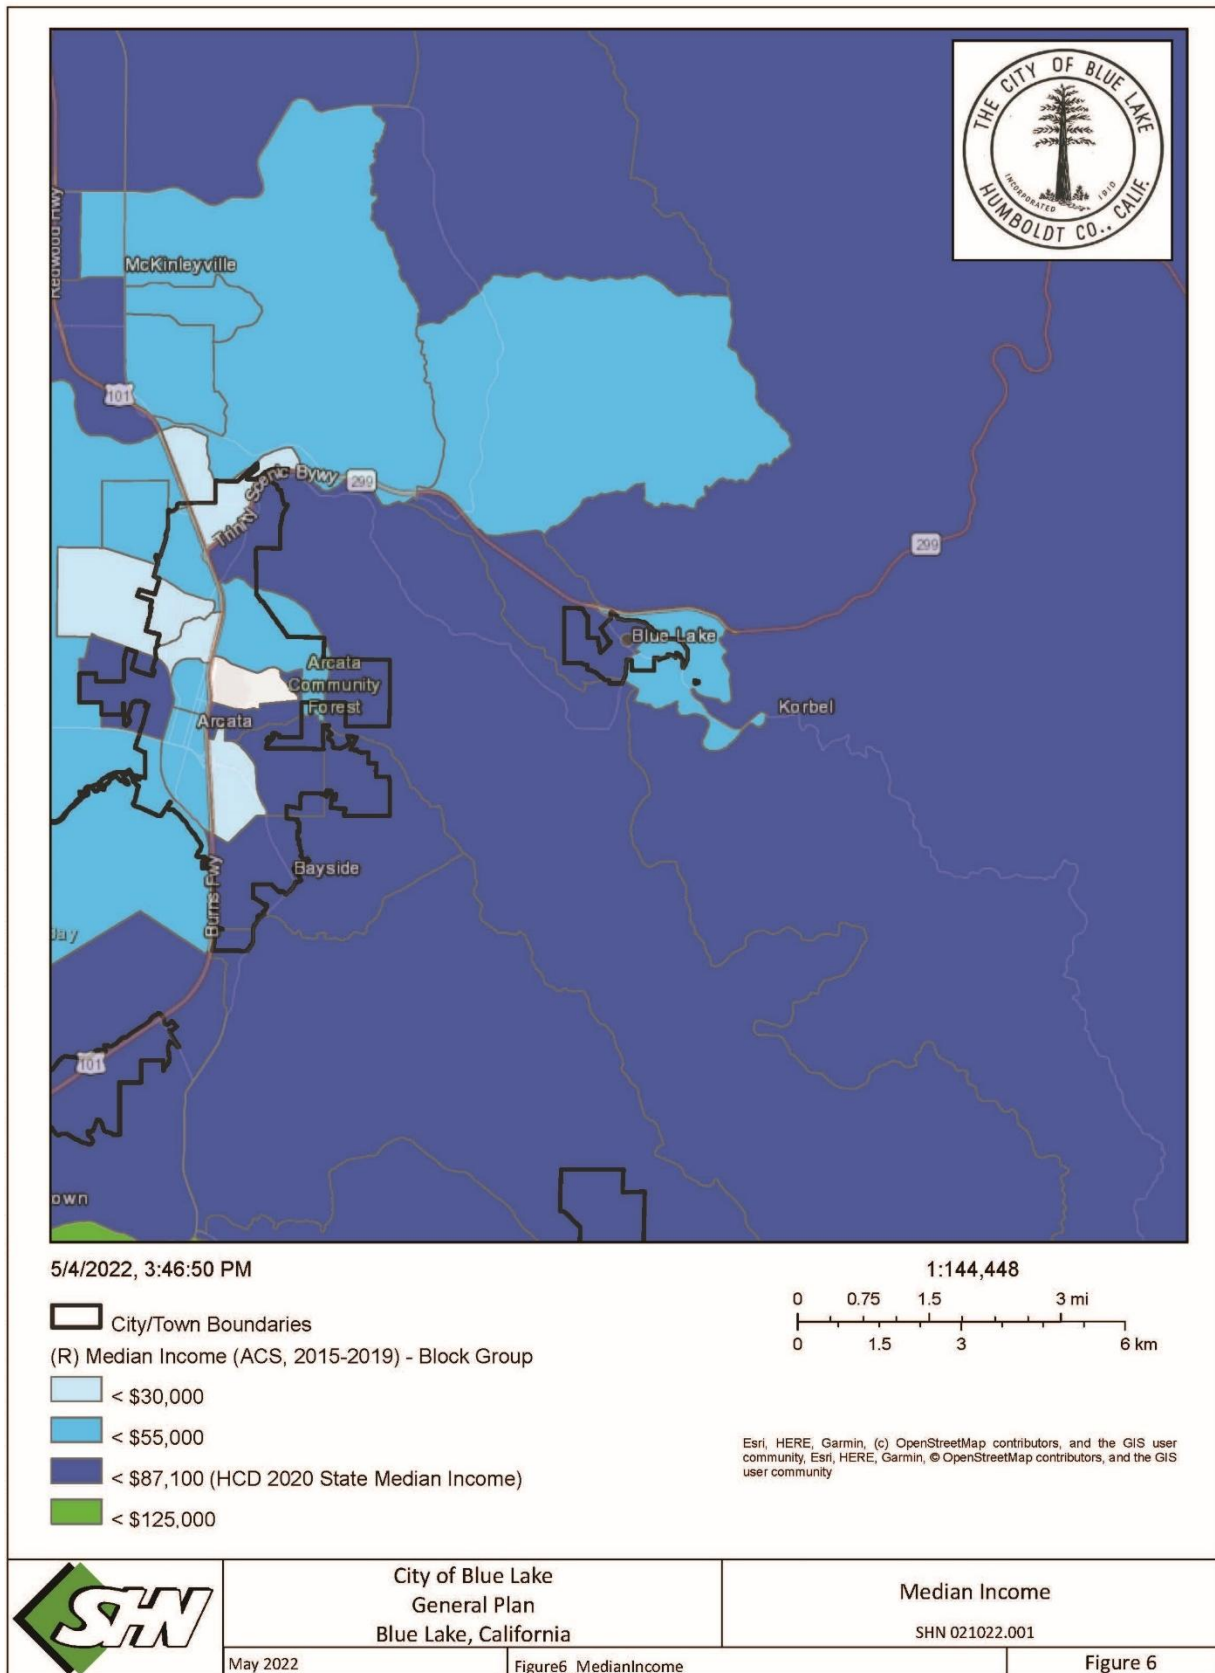 THE CITY OF BLUE LAKE
INCORPORATED 1910
HUMBOLDT CO., CALIF.
Redwood Hwy
McKinleyville
101
Trinity Scenic Bywy
299
299
Blue Lake
Arcata
Community
Forest
Korbel
Arcata
Bayside
Burns Fwy
Bay
101
own
5/4/2022, 3:46:50 PM
1:144,448
0 0.75 1.5 3 mi
0 1.5 3 6 km
City/Town Boundaries
(R) Median Income (ACS, 2015-2019) - Block Group
< $30,000
< $55,000
< $87,100 (HCD 2020 State Median Income)
< $125,000
Esri, HERE, Garmin, (c) OpenStreetMap contributors, and the GIS user
community, Esri, HERE, Garmin, © OpenStreetMap contributors, and the GIS
user community
SHN
City of Blue Lake
General Plan
Blue Lake, California
Median Income
SHN 021022.001
May 2022
Figure6_MedianIncome
Figure 6